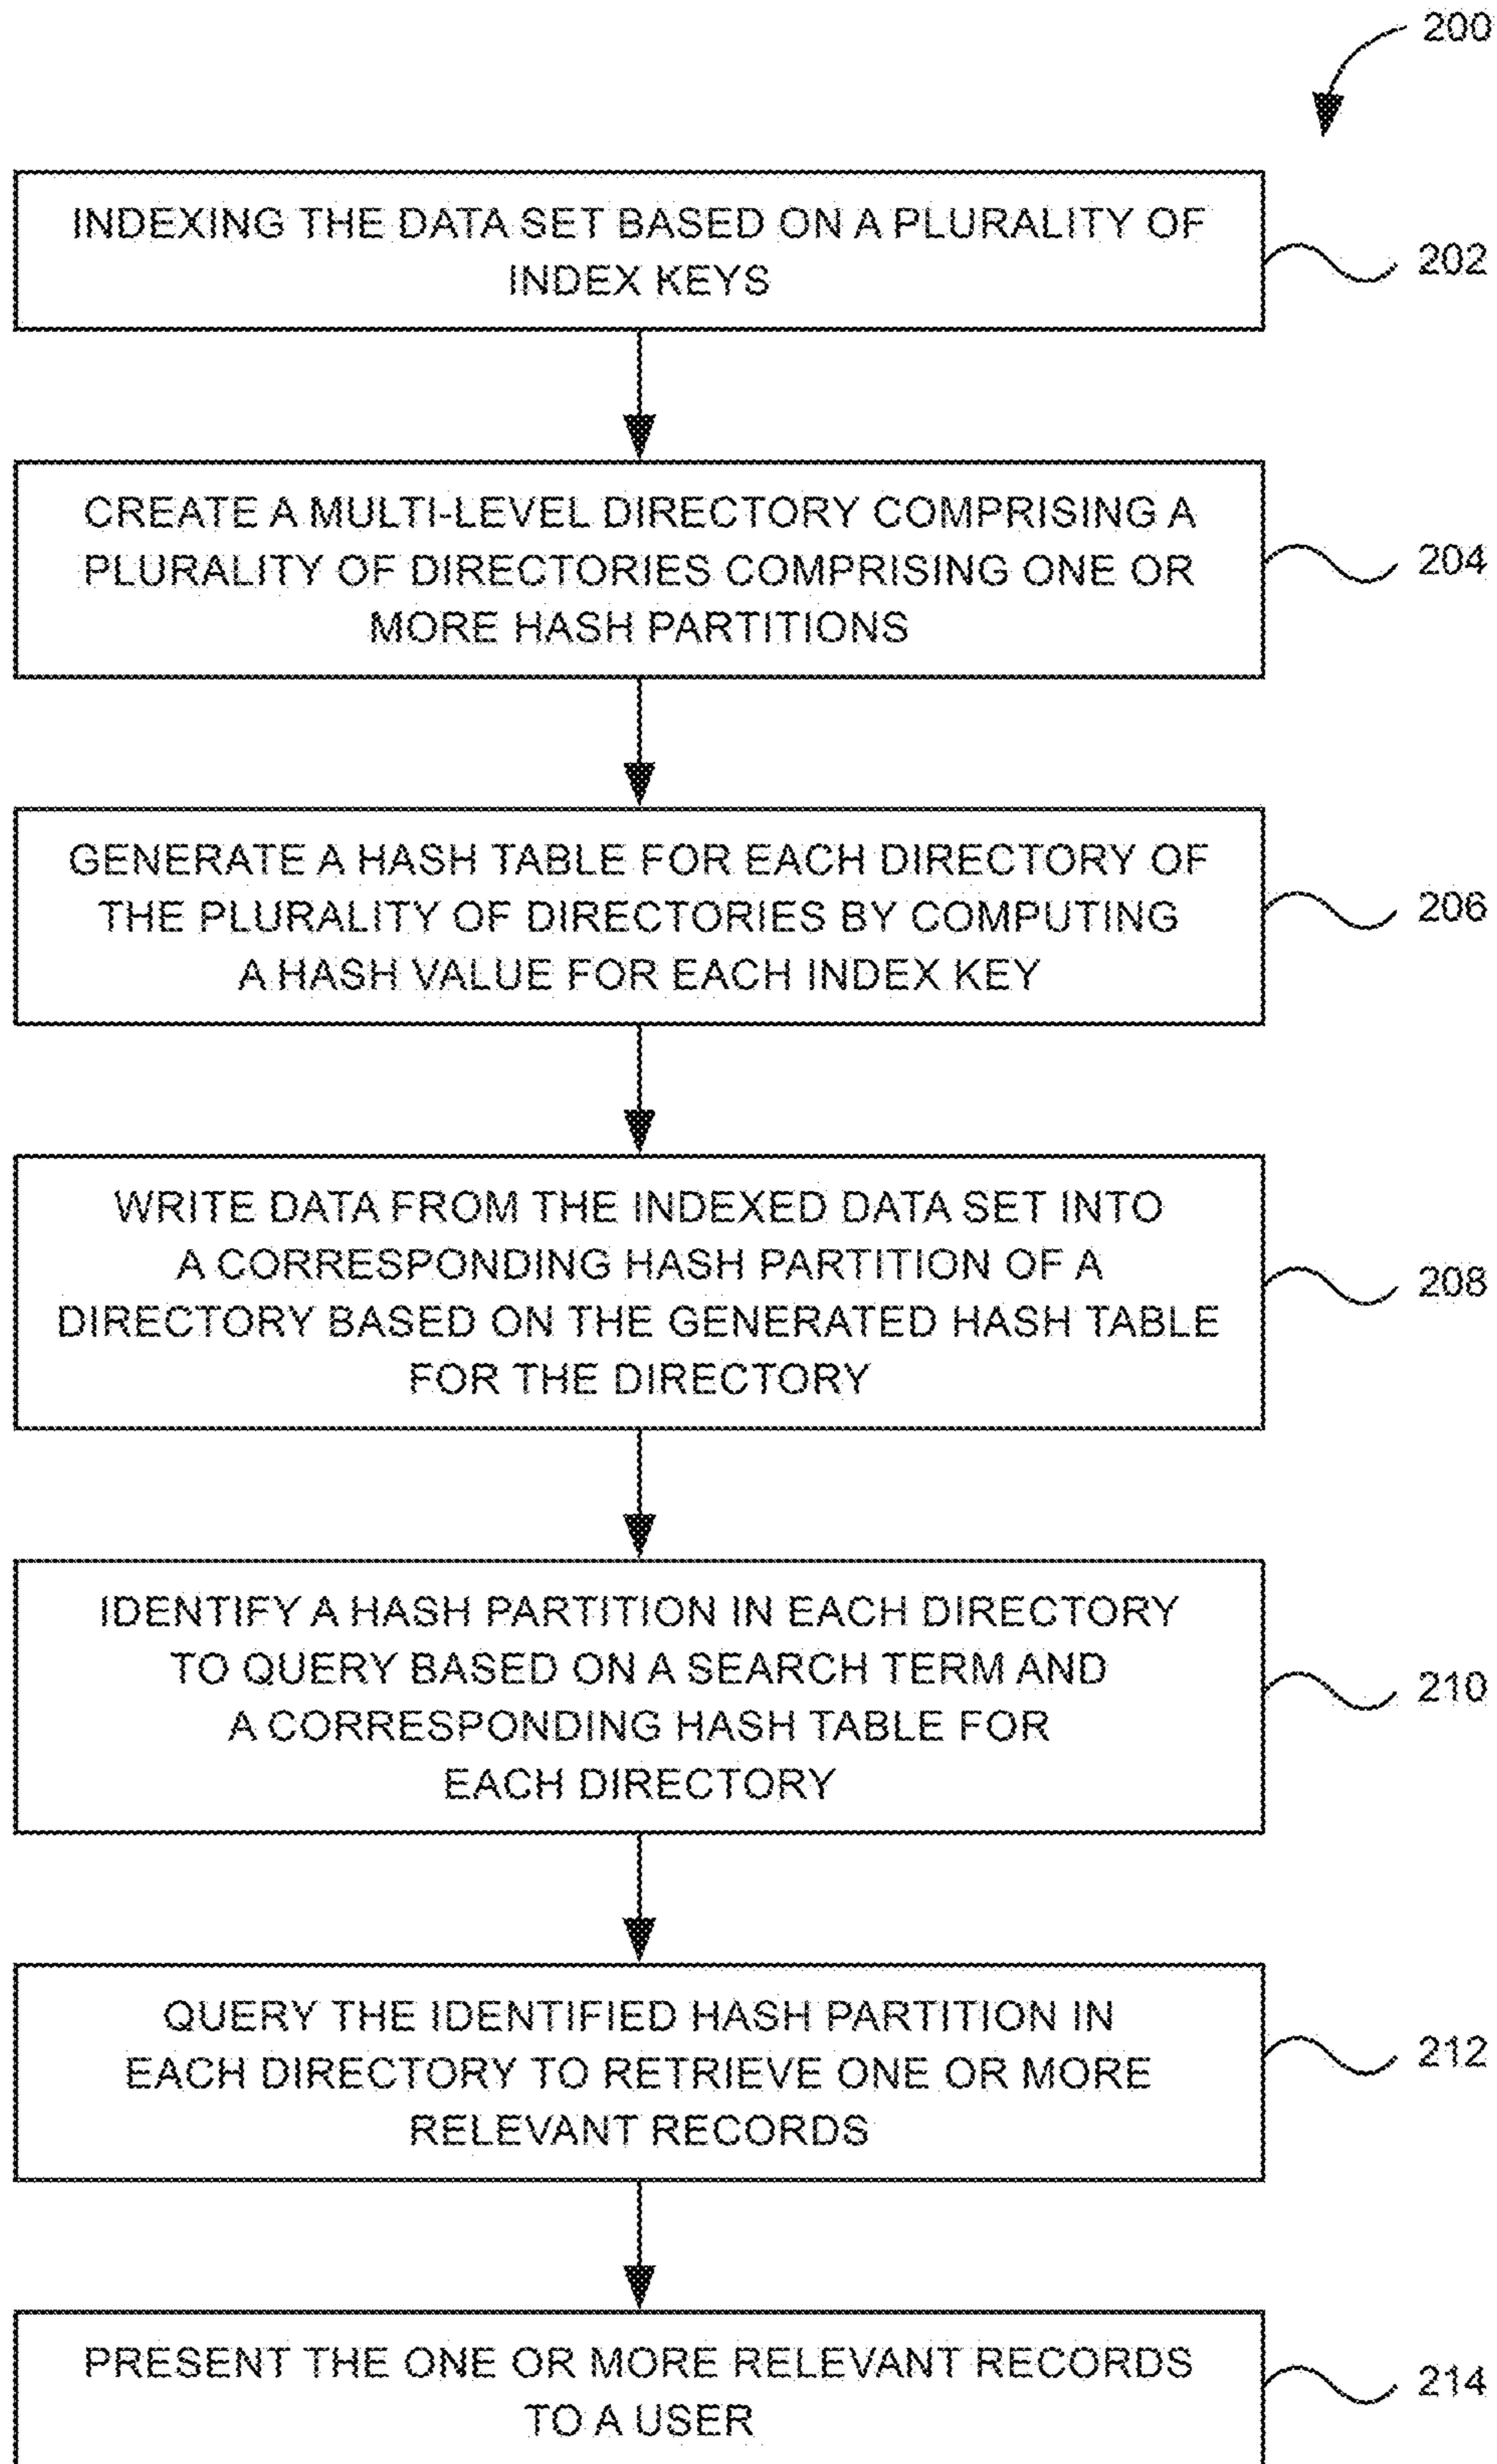 200
INDEXING THE DATA SET BASED ON A PLURALITY OF
INDEX KEYS
202
CREATE A MULTI-LEVEL DIRECTORY COMPRISING A
PLURALITY OF DIRECTORIES COMPRISING ONE OR
MORE HASH PARTITIONS
204
GENERATE A HASH TABLE FOR EACH DIRECTORY OF
THE PLURALITY OF DIRECTORIES BY COMPUTING
A HASH VALUE FOR EACH INDEX KEY
206
WRITE DATA FROM THE INDEXED DATA SET INTO
A CORRESPONDING HASH PARTITION OF A
DIRECTORY BASED ON THE GENERATED HASH TABLE
FOR THE DIRECTORY
208
IDENTIFY A HASH PARTITION IN EACH DIRECTORY
TO QUERY BASED ON A SEARCH TERM AND
A CORRESPONDING HASH TABLE FOR
EACH DIRECTORY
210
QUERY THE IDENTIFIED HASH PARTITION IN
EACH DIRECTORY TO RETRIEVE ONE OR MORE
RELEVANT RECORDS
212
PRESENT THE ONE OR MORE RELEVANT RECORDS
TO A USER
214